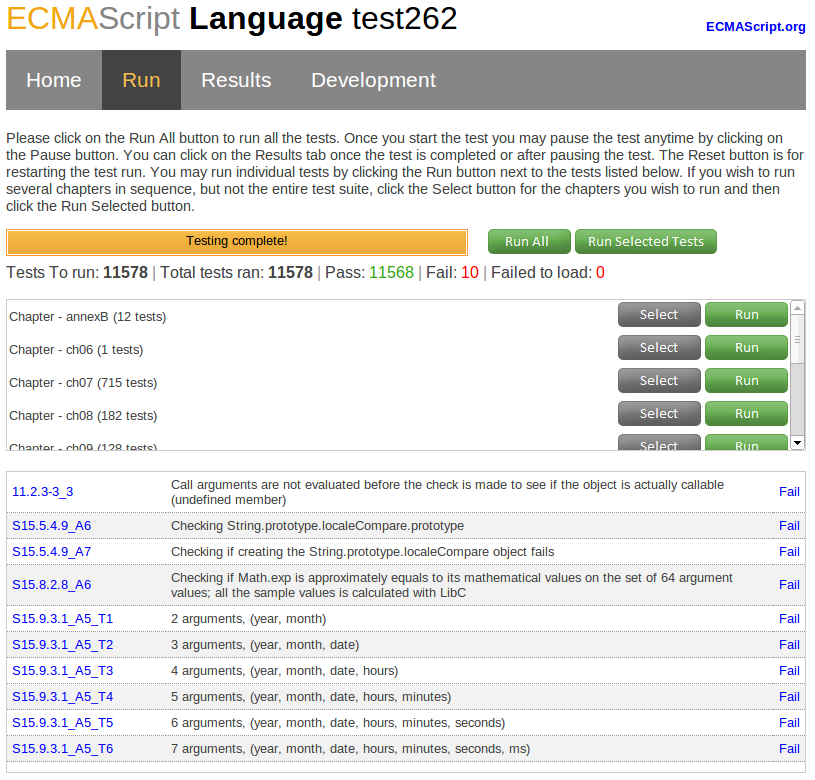 ECMAScript Language test262
ECMAScript.org
Home Run Results Development
Please click on the Run All button to run all the tests. Once you start the test you may pause the test anytime by clicking on
the Pause button. You can click on the Results tab once the test is completed or after pausing the test. The Reset button is for
restarting the test run. You may run individual tests by clicking the Run button next to the tests listed below. If you wish to run
several chapters in sequence, but not the entire test suite, click the Select button for the chapters you wish to run and then
click the Run Selected button.
Testing complete! Run All Run Selected Tests
Tests To run: 11578 | Total tests ran: 11578 | Pass: 11568 | Fail: 10 | Failed to load: 0
Chapter - annexB (12 tests) Select Run
Chapter - ch06 (1 tests) Select Run
Chapter - ch07 (715 tests) Select Run
Chapter - ch08 (182 tests) Select Run
Chapter - ch09 (128 tests) Select Run
11.2.3-3_3 Call arguments are not evaluated before the check is made to see if the object is actually callable Fail
(undefined member)
S15.5.4.9_A6 Checking String.prototype.localeCompare.prototype Fail
S15.5.4.9_A7 Checking if creating the String.prototype.localeCompare object fails Fail
S15.8.2.8_A6 Checking if Math.exp is approximately equals to its mathematical values on the set of 64 argument Fail
values; all the sample values is calculated with LibC
S15.9.3.1_A5_T1 2 arguments, (year, month) Fail
S15.9.3.1_A5_T2 3 arguments, (year, month, date) Fail
S15.9.3.1_A5_T3 4 arguments, (year, month, date, hours) Fail
S15.9.3.1_A5_T4 5 arguments, (year, month, date, hours, minutes) Fail
S15.9.3.1_A5_T5 6 arguments, (year, month, date, hours, minutes, seconds) Fail
S15.9.3.1_A5_T6 7 arguments, (year, month, date, hours, minutes, seconds, ms) Fail